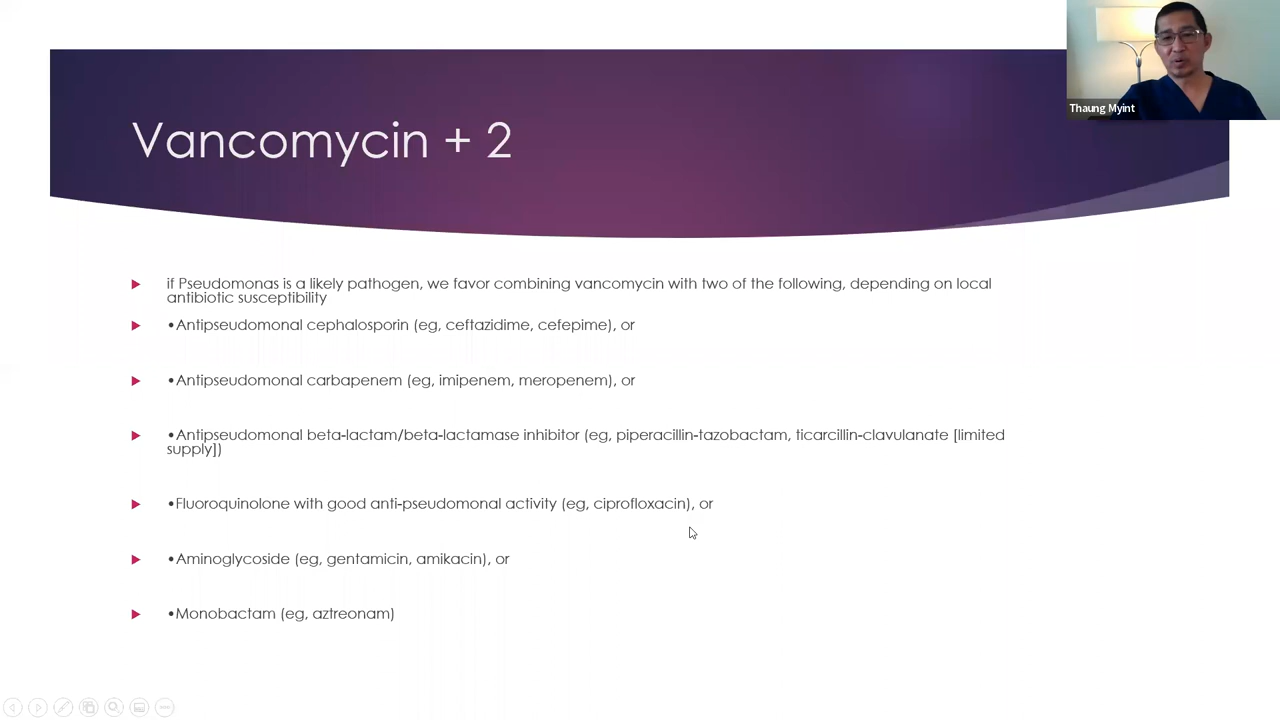 Thaung Myint
Vancomycin + 2
if Pseudomonas is a likely pathogen, we favor combining vancomycin with two of the following, depending on local
antibiotic susceptibility
•Antipseudomonal cephalosporin (eg, ceftazidime, cefepime), or
•Antipseudomonal carbapenem (eg, imipenem, meropenem), or
•Antipseudomonal beta-lactam/beta-lactamase inhibitor (eg, piperacillin-tazobactam, ticarcillin-clavulanate [limited
supply])
•Fluoroquinolone with good anti-pseudomonal activity (eg, ciprofloxacin), or
•Aminoglycoside (eg, gentamicin, amikacin), or
•Monobactam (eg, aztreonam)